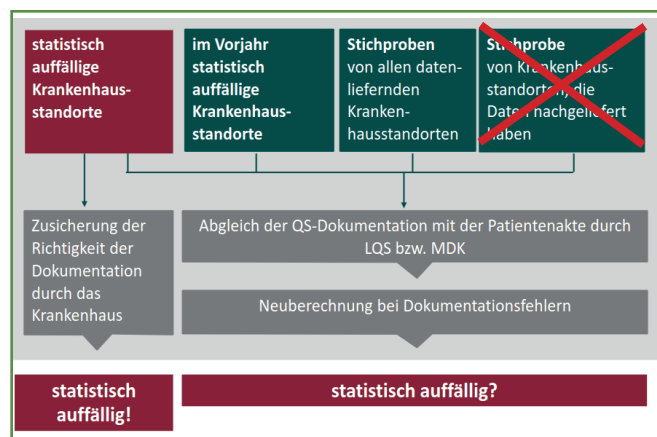 statistisch
auffällige
Krankenhaus-
standorte
im Vorjahr
statistisch
auffällige
Krankenhaus-
standorte
Stichproben
von allen daten-
liefernden
Kranken-
hausstandorten
Stichprobe
von Krankenhaus-
standorten, die
Daten nachgeliefert
haben
Zusicherung der
Richtigkeit der
Dokumentation
durch das
Krankenhaus
Abgleich der QS-Dokumentation mit der Patientenakte durch
LQS bzw. MDK
Neuberechnung bei Dokumentationsfehlern
statistisch
auffällig!
statistisch auffällig?